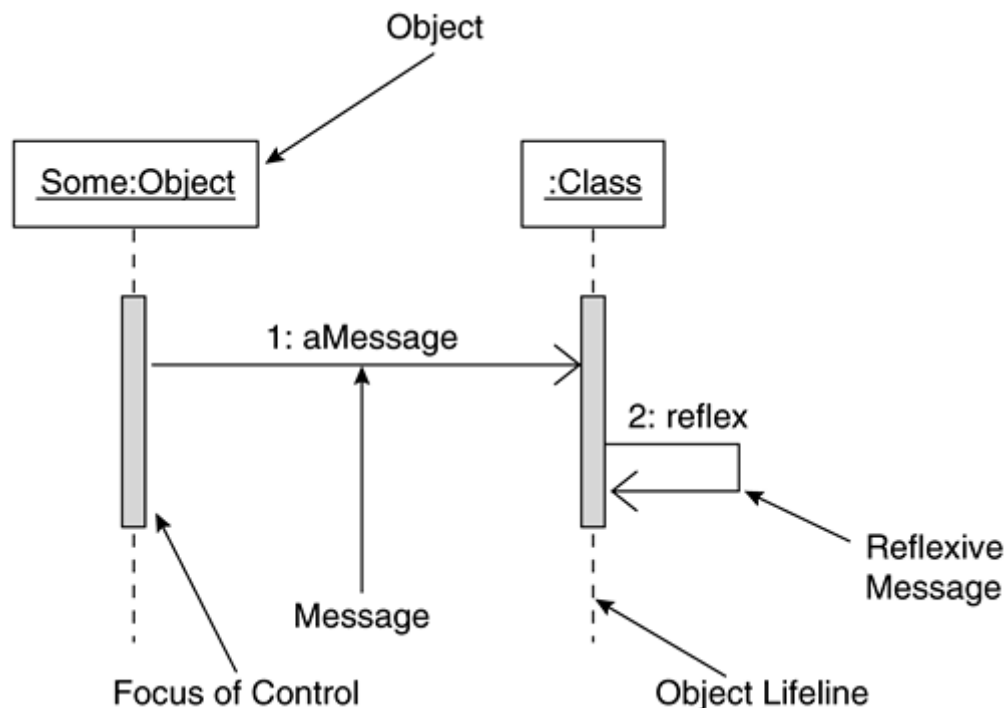 Object
Some:Object
:Class
1: aMessage
2: reflex
Reflexive
Message
Message
Focus of Control
Object Lifeline